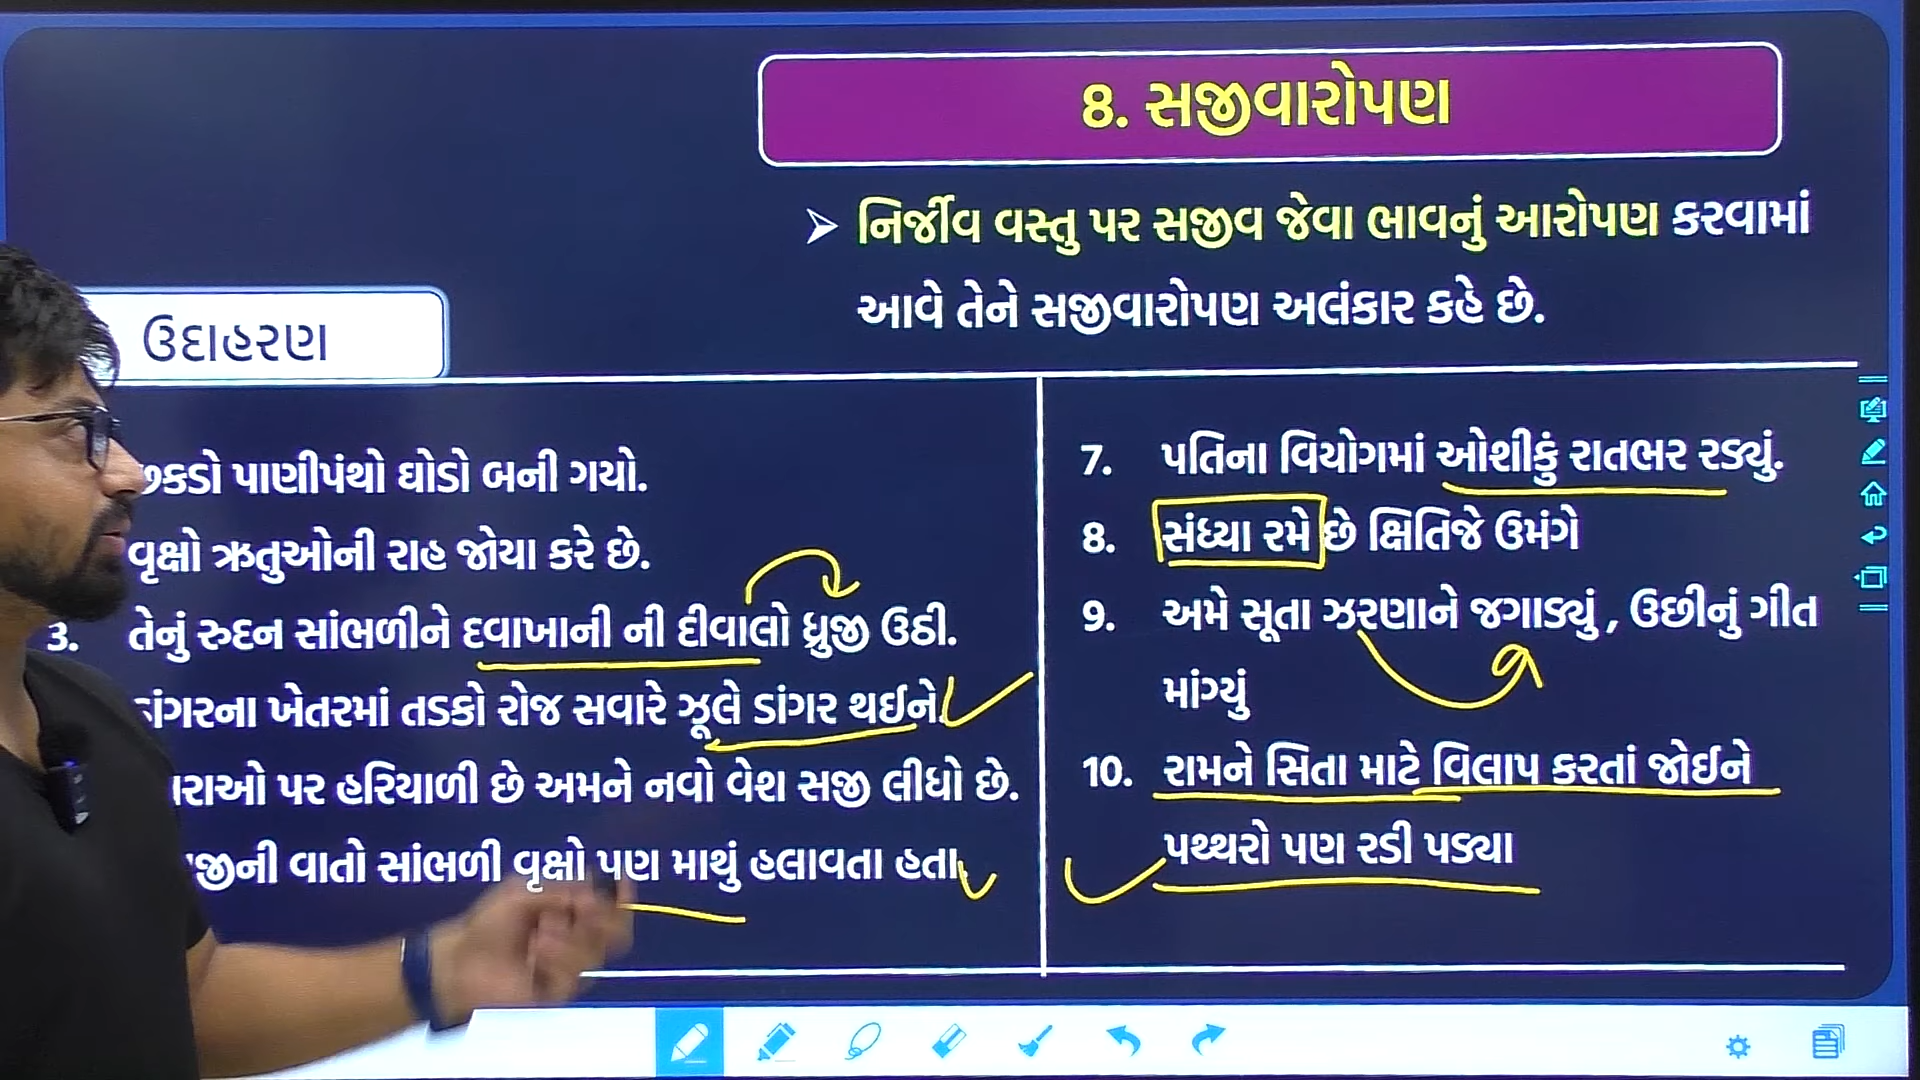 8. સજીવારોપણ
➢ નિર્જીવ વસ્તુ પર સજીવ જેવા ભાવનું આરોપણ કરવામાં
આવે તેને સજીવારોપણ અલંકાર કહે છે.
ઉદાહરણ
પાણીપંથો ઘોડો બની ગયો.
વૃક્ષો ઋતુઓની રાહ જોયા કરે છે.
3. તેનું રુદન સાંભળીને દવાખાની ની દીવાલો ધ્રુજી ઉઠી.
ખેતરમાં તડકો રોજ સવારે ઝૂલે ડાંગર થઈને.
પર હરિયાળી છે અમને નવો વેશ સજી લીધો છે.
વાતો સાંભળી વૃક્ષો પણ માથું હલાવતા હતા.
7. પતિના વિયોગમાં ઓશીકું રાતભર રડ્યું.
8. સંધ્યા રમે છે ક્ષિતિજે ઉમંગે
9. અમે સૂતા ઝરણાને જગાડ્યું, ઉછીનું ગીત
માંગ્યું
10. રામને સિતા માટે વિલાપ કરતાં જોઈને
પથ્થરો પણ રડી પડ્યા